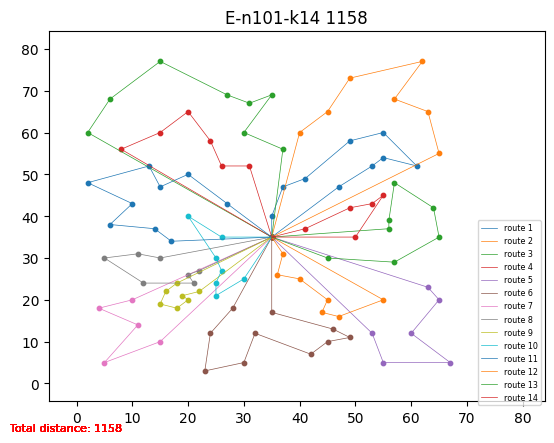 E-n101-k14 1158
80
70
60
50
40
30
20
10
0
route 1
route 2
route 3
route 4
route 5
route 6
route 7
route 8
route 9
route 10
route 11
route 12
route 13
route 14
0 10 20 30 40 50 60 70 80
Total distance: 1158